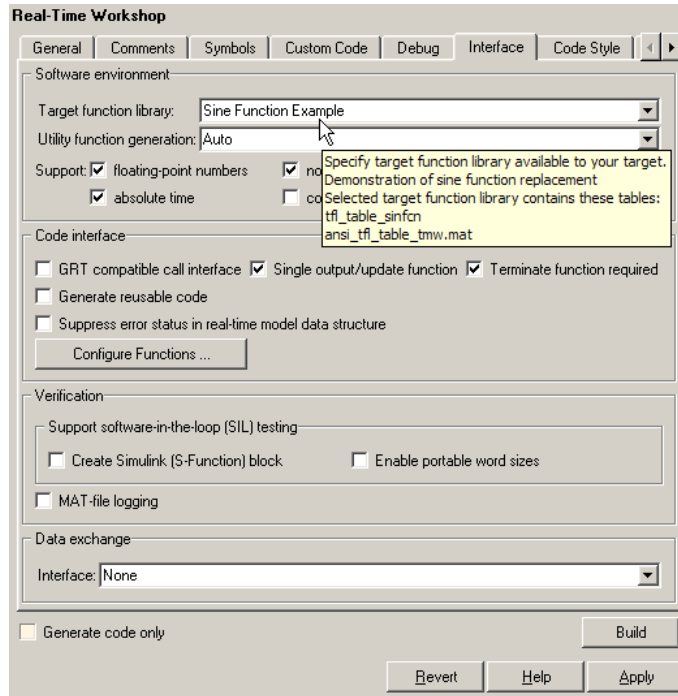 Real-Time Workshop
General Comments Symbols Custom Code Debug Interface Code Style
Software environment
Target function library: Sine Function Example
Utility function generation: Auto
Support: floating-point numbers no
absolute time co
Specify target function library available to your target.
Demonstration of sine function replacement
Selected target function library contains these tables:
tfl_table_sinfcn
ansi_tfl_table_tmw.mat
Code interface
GRT compatible call interface Single output/update function Terminate function required
Generate reusable code
Suppress error status in real-time model data structure
Configure Functions ...
Verification
Support software-in-the-loop (SIL) testing
Create Simulink (S-Function) block Enable portable word sizes
MAT-file logging
Data exchange
Interface: None
Generate code only Build
Revert Help Apply